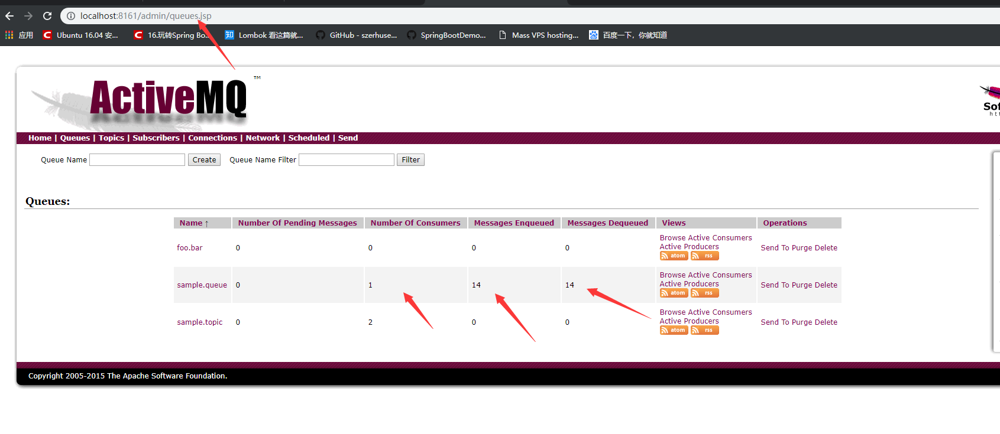 localhost:8161/admin/queues.jsp
应用 Ubuntu 16.04 安... 16.玩转Spring Bo... 知 Lombok 看这篇就... GitHub - szerhuse... SpringBootDemo... Mass VPS hosting... 百度一下，你就知道
ActiveMQ ™
Sof
htt
Home | Queues | Topics | Subscribers | Connections | Network | Scheduled | Send
Queue Name Create Queue Name Filter Filter
Queues:
Name ↑ Number Of Pending Messages Number Of Consumers Messages Enqueued Messages Dequeued Views Operations
foo.bar 0 0 0 0 Browse Active Consumers Active Producers atom rss Send To Purge Delete
sample.queue 0 1 14 14 Browse Active Consumers Active Producers atom rss Send To Purge Delete
sample.topic 0 2 0 0 Browse Active Consumers Active Producers atom rss Send To Purge Delete
Copyright 2005-2015 The Apache Software Foundation.